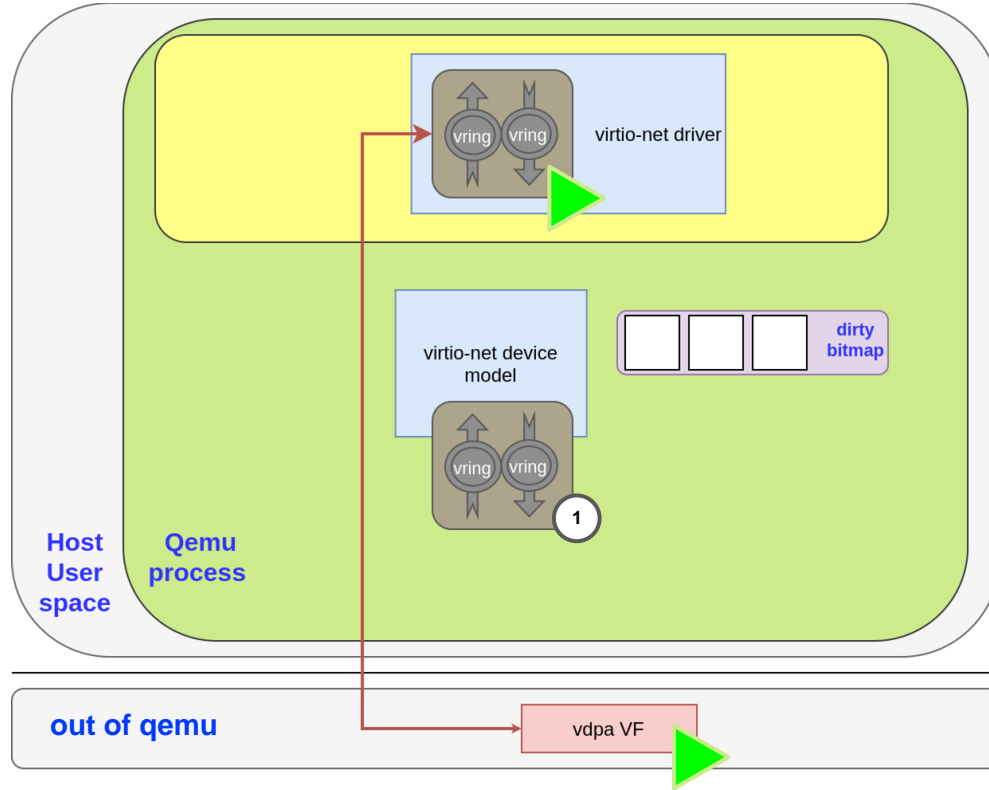 vring
vring
virtio-net driver
virtio-net device
model
dirty
bitmap
vring
vring
1
Host
User
space
Qemu
process
out of qemu
vdpa VF